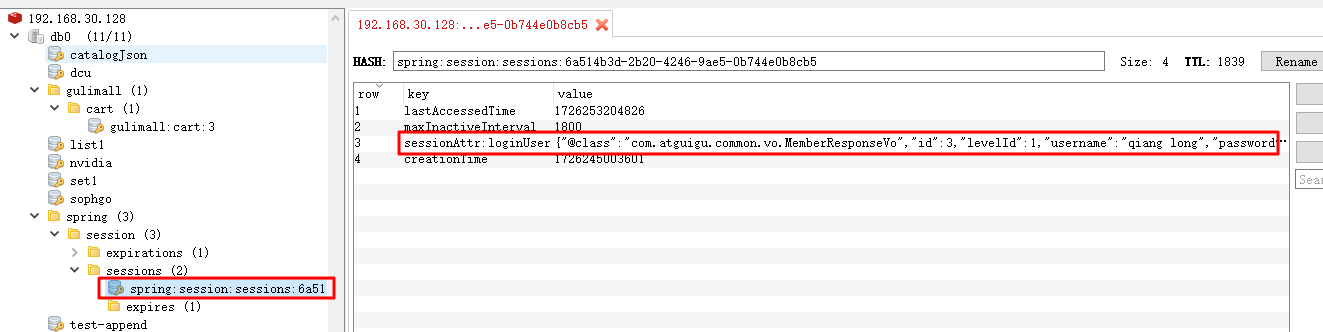 192.168.30.128
db0 (11/11)
catalogJson
dcu
gulimall (1)
cart (1)
gulimall:cart:3
list1
nvidia
set1
sophgo
spring (3)
session (3)
expirations (1)
sessions (2)
spring:session:sessions:6a51
expires (1)
test-append
192.168.30.128:...e5-0b744e0b8cb5
HASH: spring:session:sessions:6a514b3d-2b20-4246-9ae5-0b744e0b8cb5 Size: 4 TTL: 1839 Rename
row key value
1 lastAccessedTime 1726253204826
2 maxInactiveInterval 1800
3 sessionAttr:loginUser {"@class":"com.atguigu.common.vo.MemberResponseVo","id":3,"levelId":1,"username":"qiang long","password...
4 creationTime 1726245003601
Sear